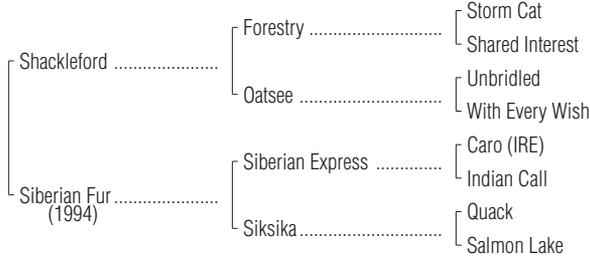 Storm Cat
Forestry ..............................
Shared Interest
Shackleford .......................
Unbridled
Oatsee .................................
With Every Wish
Caro (IRE)
Siberian Express ..............
Indian Call
Siberian Fur .......................
(1994)
Quack
Siksika .................................
Salmon Lake